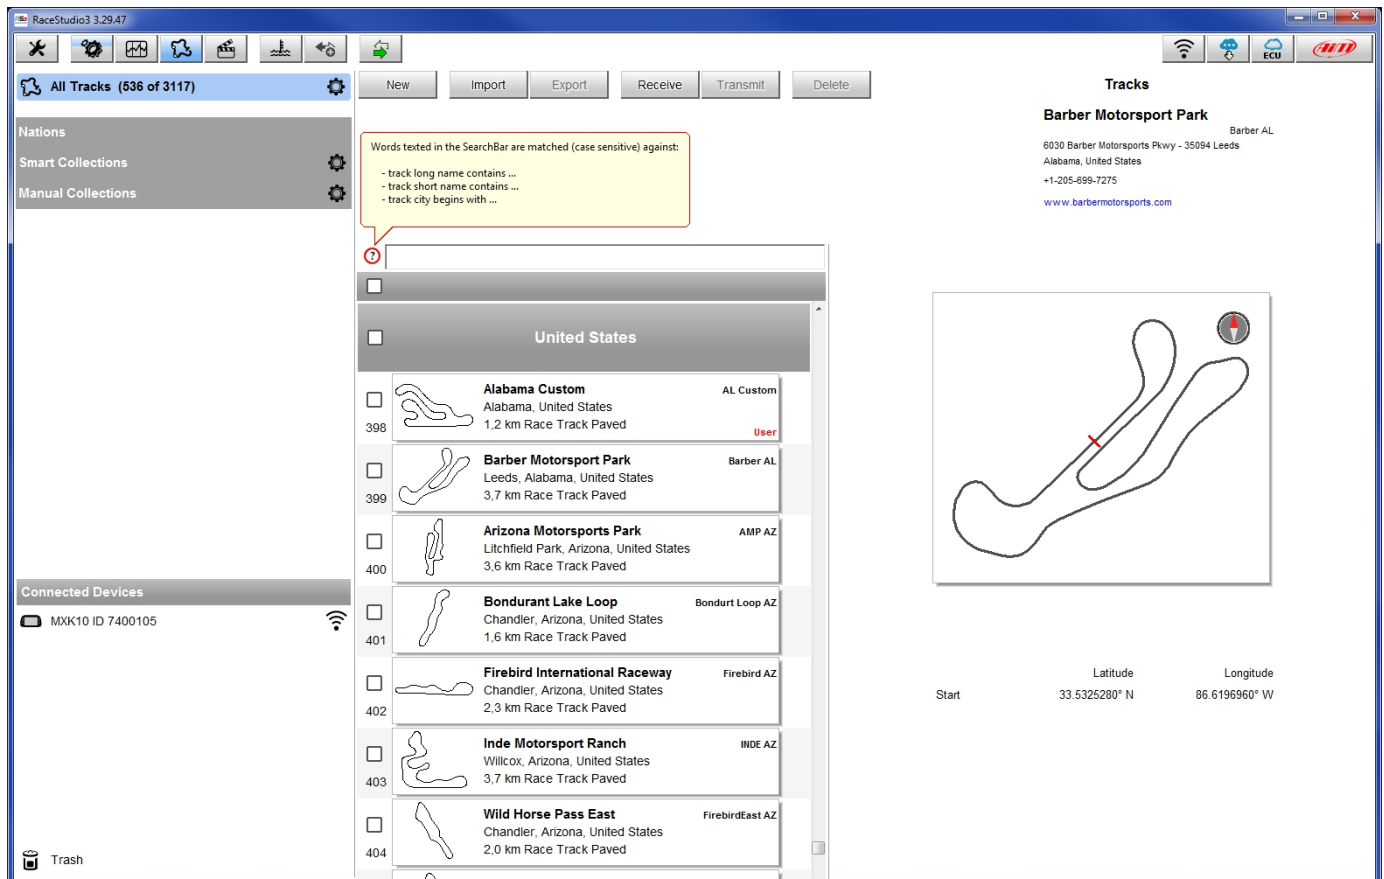 RaceStudio3 3.29.47
ECU
AiM
All Tracks (536 of 3117)
Nations
Smart Collections
Manual Collections
Connected Devices
MXK10 ID 7400105
Trash
New
Import
Export
Receive
Transmit
Delete
Words texted in the SearchBar are matched (case sensitive) against:
- track long name contains ...
- track short name contains ...
- track city begins with ...
?
United States
Alabama Custom
AL Custom
Alabama, United States
1,2 km Race Track Paved
User
398
Barber Motorsport Park
Barber AL
Leeds, Alabama, United States
3,7 km Race Track Paved
399
Arizona Motorsports Park
AMP AZ
Litchfield Park, Arizona, United States
3,6 km Race Track Paved
400
Bondurant Lake Loop
Bondurt Loop AZ
Chandler, Arizona, United States
1,6 km Race Track Paved
401
Firebird International Raceway
Firebird AZ
Chandler, Arizona, United States
2,3 km Race Track Paved
402
Inde Motorsport Ranch
INDE AZ
Willcox, Arizona, United States
3,7 km Race Track Paved
403
Wild Horse Pass East
FirebirdEast AZ
Chandler, Arizona, United States
2,0 km Race Track Paved
404
Tracks
Barber Motorsport Park
Barber AL
6030 Barber Motorsports Pkwy - 35094 Leeds
Alabama, United States
+1-205-699-7275
www.barbermotorsports.com
Latitude Longitude
Start 33.5325280° N 86.6196960° W